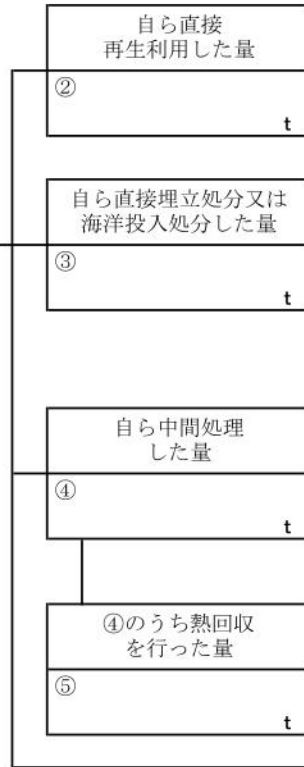 自ら直接
再生利用した量
②
t
自ら直接埋立処分又は
海洋投入処分した量
③
t
自ら中間処理
した量
④
t
④のうち熱回収
を行った量
⑤
t